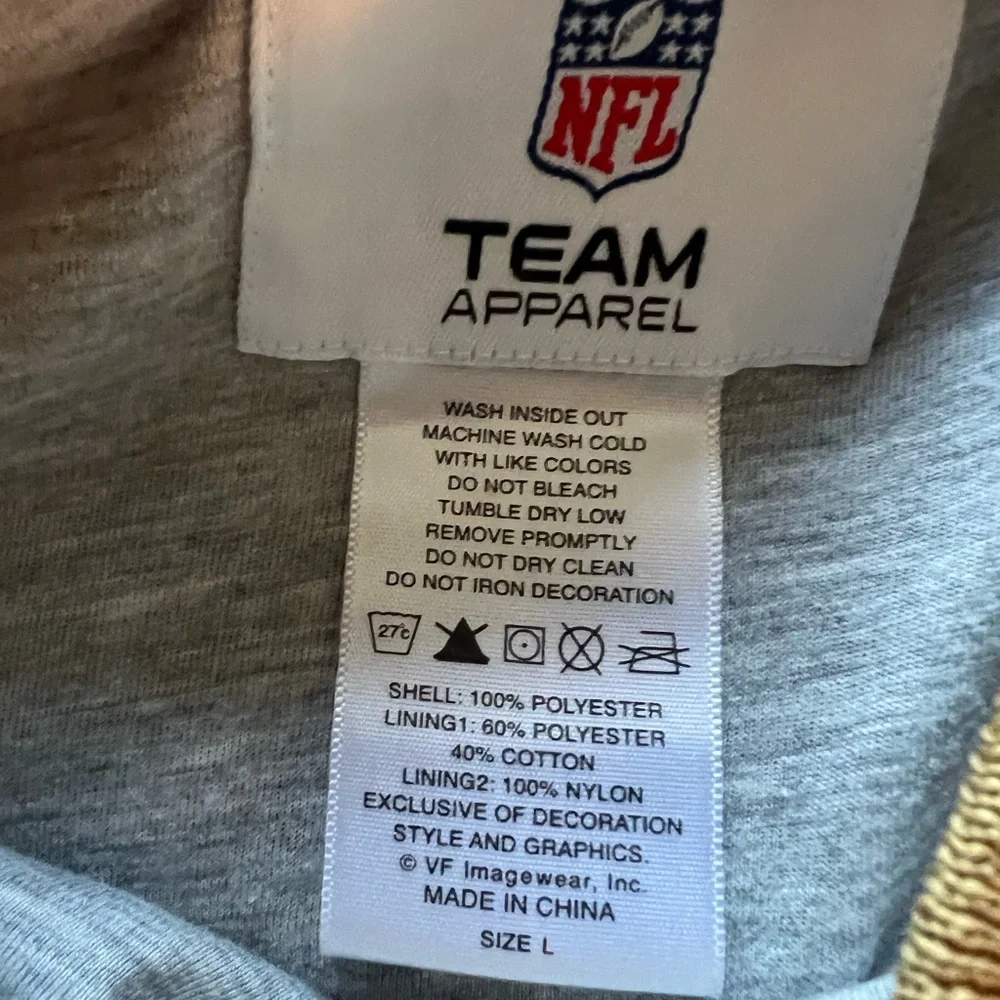 NFL
TEAM
APPAREL
WASH INSIDE OUT
MACHINE WASH COLD
WITH LIKE COLORS
DO NOT BLEACH
TUMBLE DRY LOW
REMOVE PROMPTLY
DO NOT DRY CLEAN
DO NOT IRON DECORATION
27°C
SHELL: 100% POLYESTER
LINING1: 60% POLYESTER
40% COTTON
LINING2: 100% NYLON
EXCLUSIVE OF DECORATION
STYLE AND GRAPHICS.
© VF Imagewear, Inc.
MADE IN CHINA
SIZE L